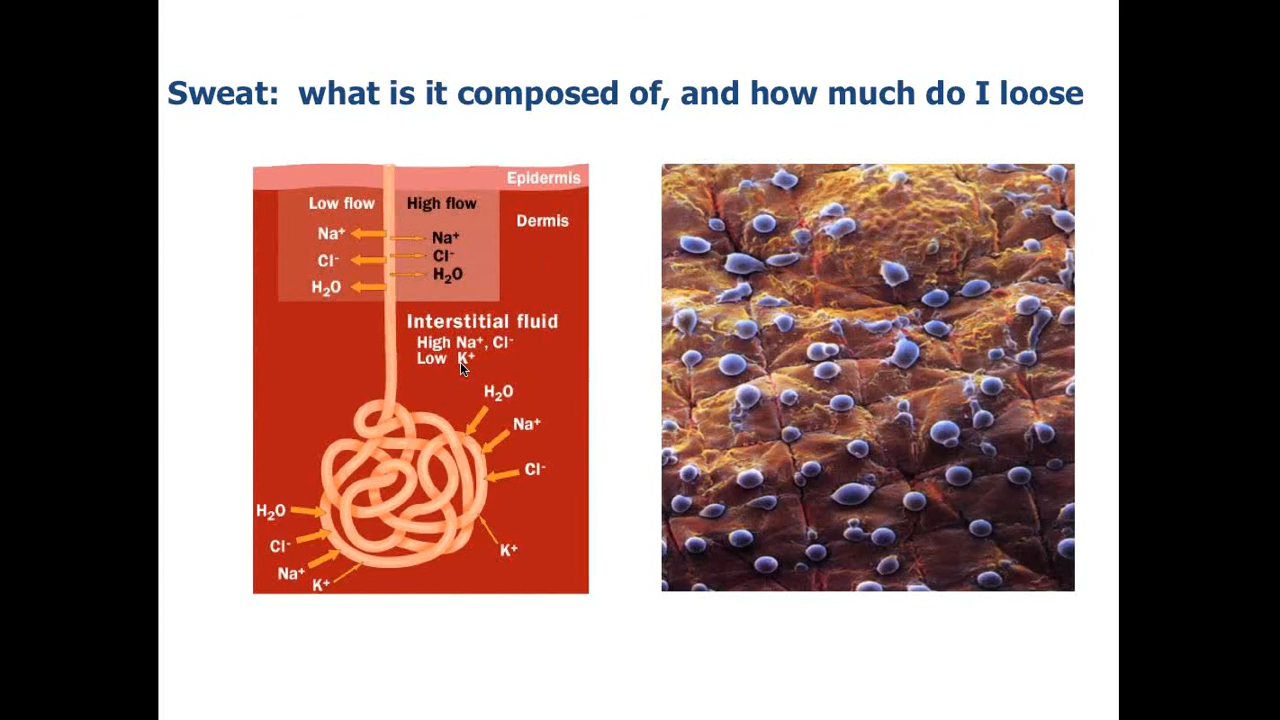 Sweat:  what is it composed of, and how much do I loose
Epidermis
Low flow
High flow
Dermis
Na⁺
Na⁺
Cl⁻
Cl⁻
H₂O
H₂O
Interstitial fluid
High Na⁺, Cl⁻
Low K⁺
H₂O
Na⁺
Cl⁻
H₂O
Cl⁻
K⁺
Na⁺
K⁺